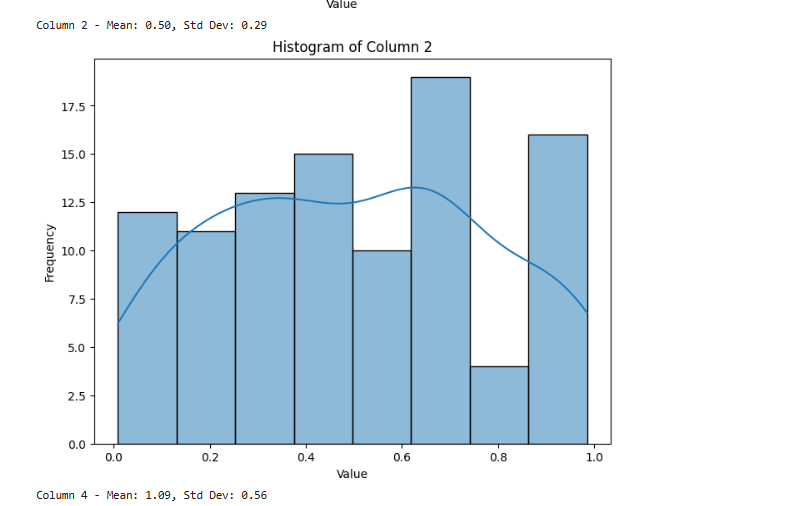 Value
Column 2 - Mean: 0.50, Std Dev: 0.29
Histogram of Column 2
17.5
15.0
12.5
10.0
7.5
5.0
2.5
0.0
Frequency
0.0 0.2 0.4 0.6 0.8 1.0
Value
Column 4 - Mean: 1.09, Std Dev: 0.56